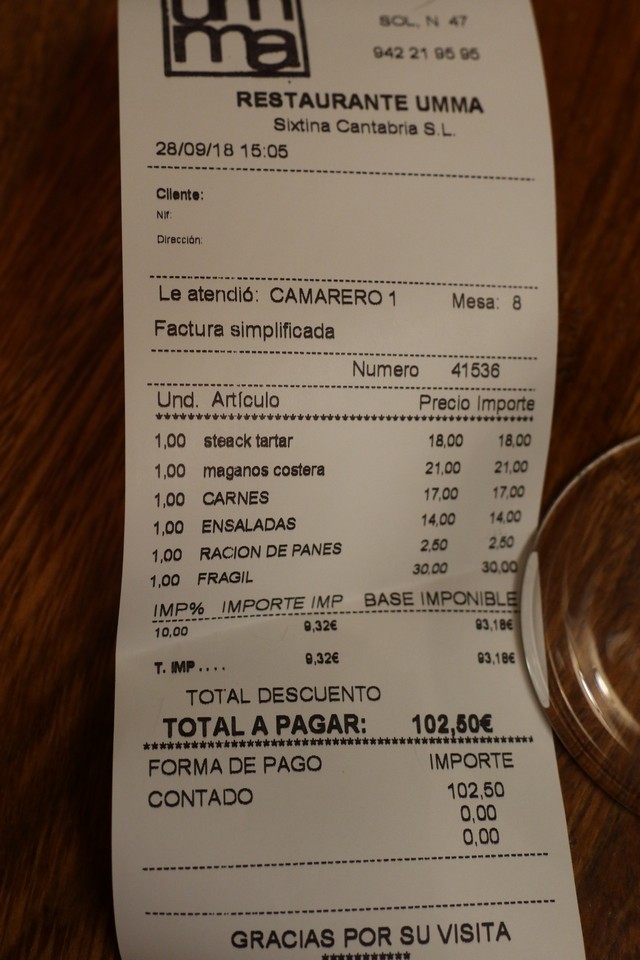 umma
SOL, N 47
942 21 95 95
RESTAURANTE UMMA
Sixtina Cantabria S.L.
28/09/18 15:05
Cliente:
Nif:
Dirección:
Le atendió: CAMARERO 1 Mesa: 8
Factura simplificada
Numero 41536
Und. Artículo Precio Importe
1,00 steack tartar 18,00 18,00
1,00 maganos costera 21,00 21,00
1,00 CARNES 17,00 17,00
1,00 ENSALADAS 14,00 14,00
1,00 RACION DE PANES 2,50 2,50
1,00 FRAGIL 30,00 30,00
IMP% IMPORTE IMP BASE IMPONIBLE
10,00 9,32€ 93,18€
T. IMP.... 9,32€ 93,18€
TOTAL DESCUENTO
TOTAL A PAGAR: 102,50€
FORMA DE PAGO IMPORTE
CONTADO 102,50
0,00
0,00
GRACIAS POR SU VISITA